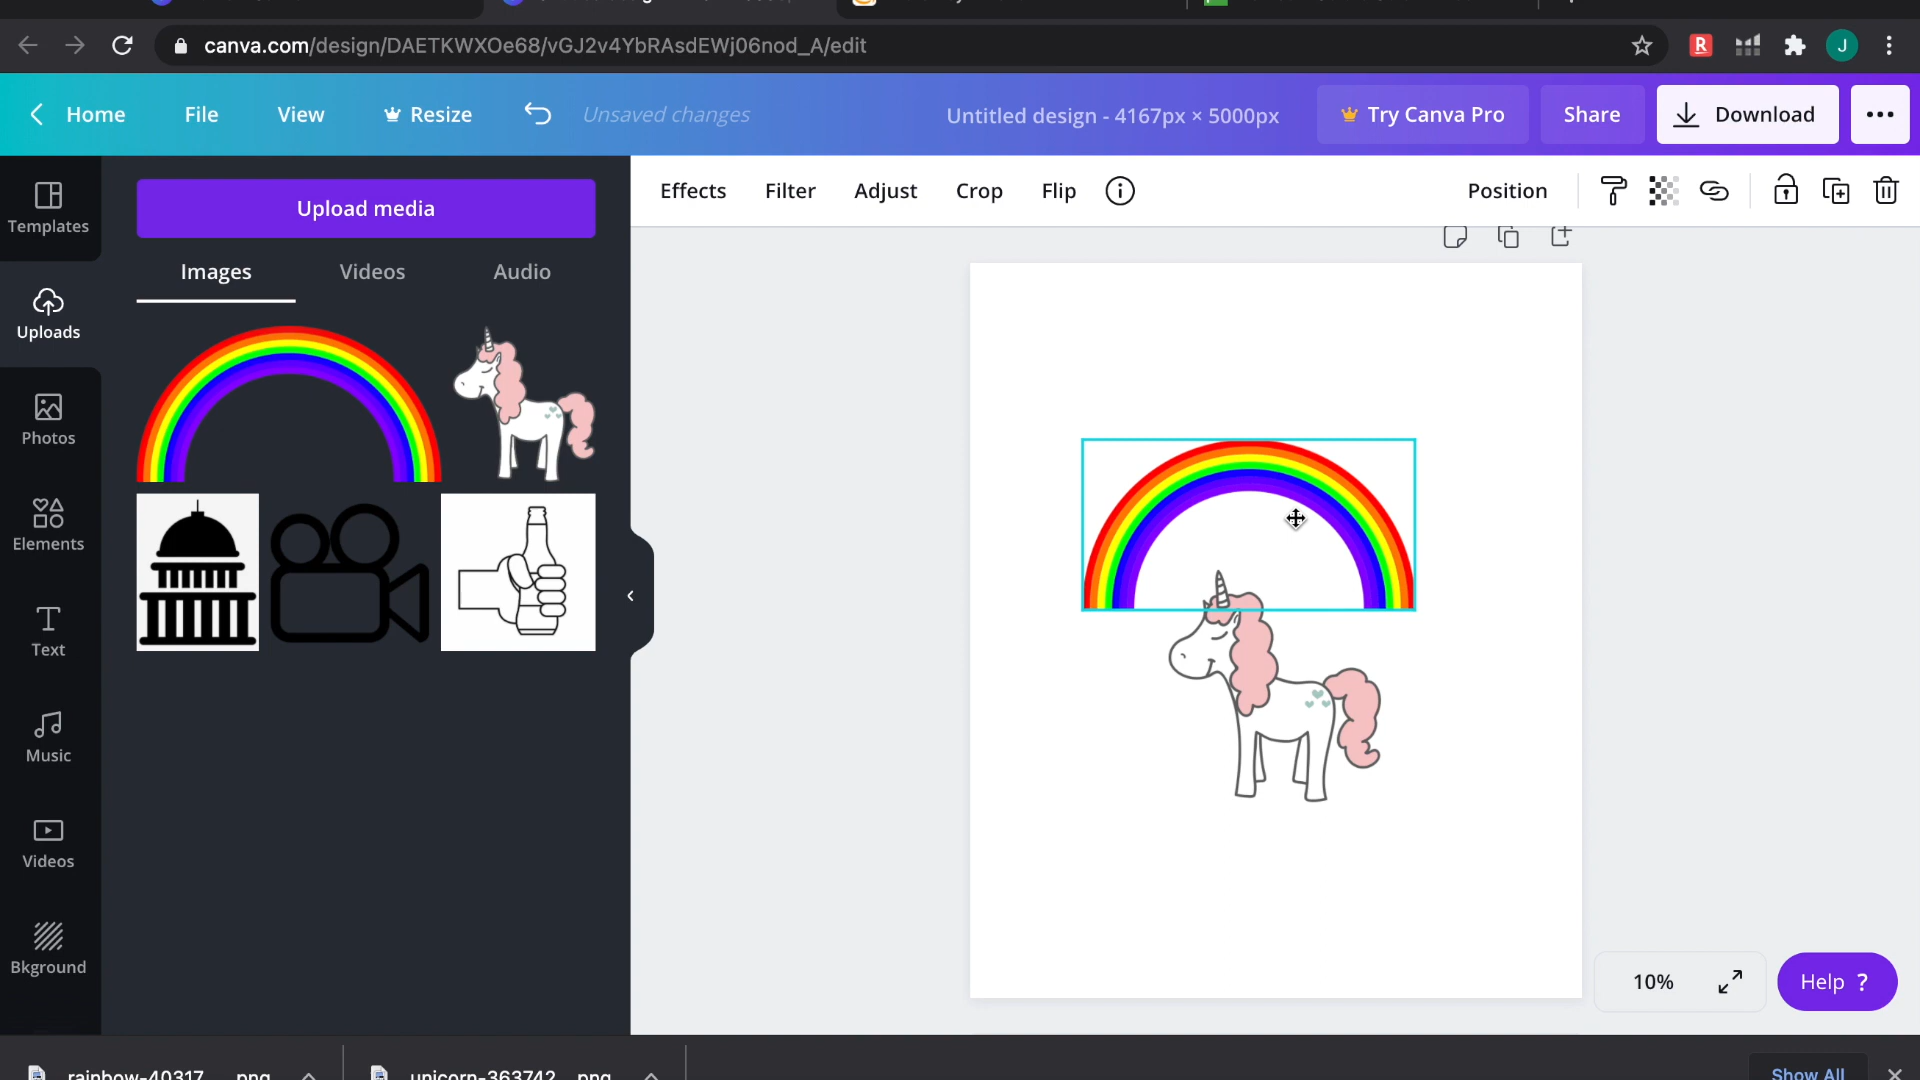 canva.com/design/DAETKWXOe68/vGJ2v4YbRAsdEWj06nod_A/edit
R
J
Home File View Resize Unsaved changes Untitled design - 4167px × 5000px Try Canva Pro Share Download
Templates
Uploads
Photos
Elements
Text
Music
Videos
Bkground
Upload media
Images Videos Audio
Effects Filter Adjust Crop Flip Position
10%
Help ?
rainbow-40317 png
unicorn-363742 png
Show All